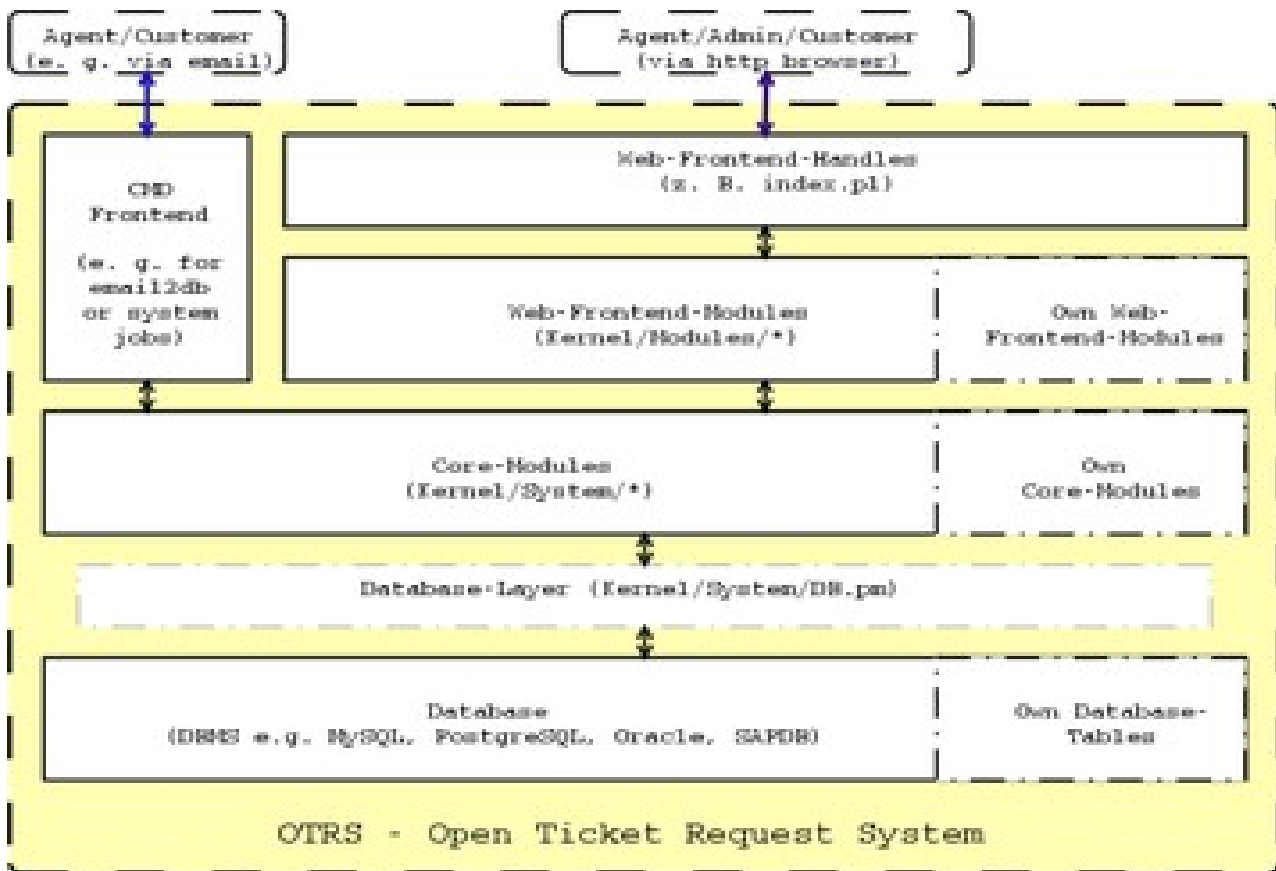 Agent/Customer
(e. g. via email)
Agent/Admin/Customer
(via http browser)
CMD
Frontend
(e. g. for
email2db
or system
jobs)
Web-Frontend-Handles
(z. B. index.pl)
Web-Frontend-Modules
(Kernel/Modules/*)
Own Web-
Frontend-Modules
Core-Modules
(Kernel/System/*)
Own
Core-Modules
Database-Layer (Kernel/System/DB.pm)
Database
(DBMS e.g. MySQL, PostgreSQL, Oracle, SAPDB)
Own Database-
Tables
OTRS - Open Ticket Request System